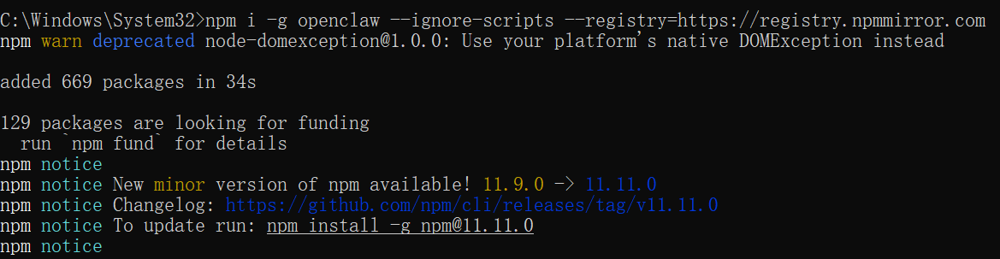 C:\Windows\System32>npm i -g openclaw --ignore-scripts --registry=https://registry.npmmirror.com
npm warn deprecated node-domexception@1.0.0: Use your platform's native DOMException instead
added 669 packages in 34s
129 packages are looking for funding
  run `npm fund` for details
npm notice
npm notice New minor version of npm available! 11.9.0 -> 11.11.0
npm notice Changelog: https://github.com/npm/cli/releases/tag/v11.11.0
npm notice To update run: npm install -g npm@11.11.0
npm notice